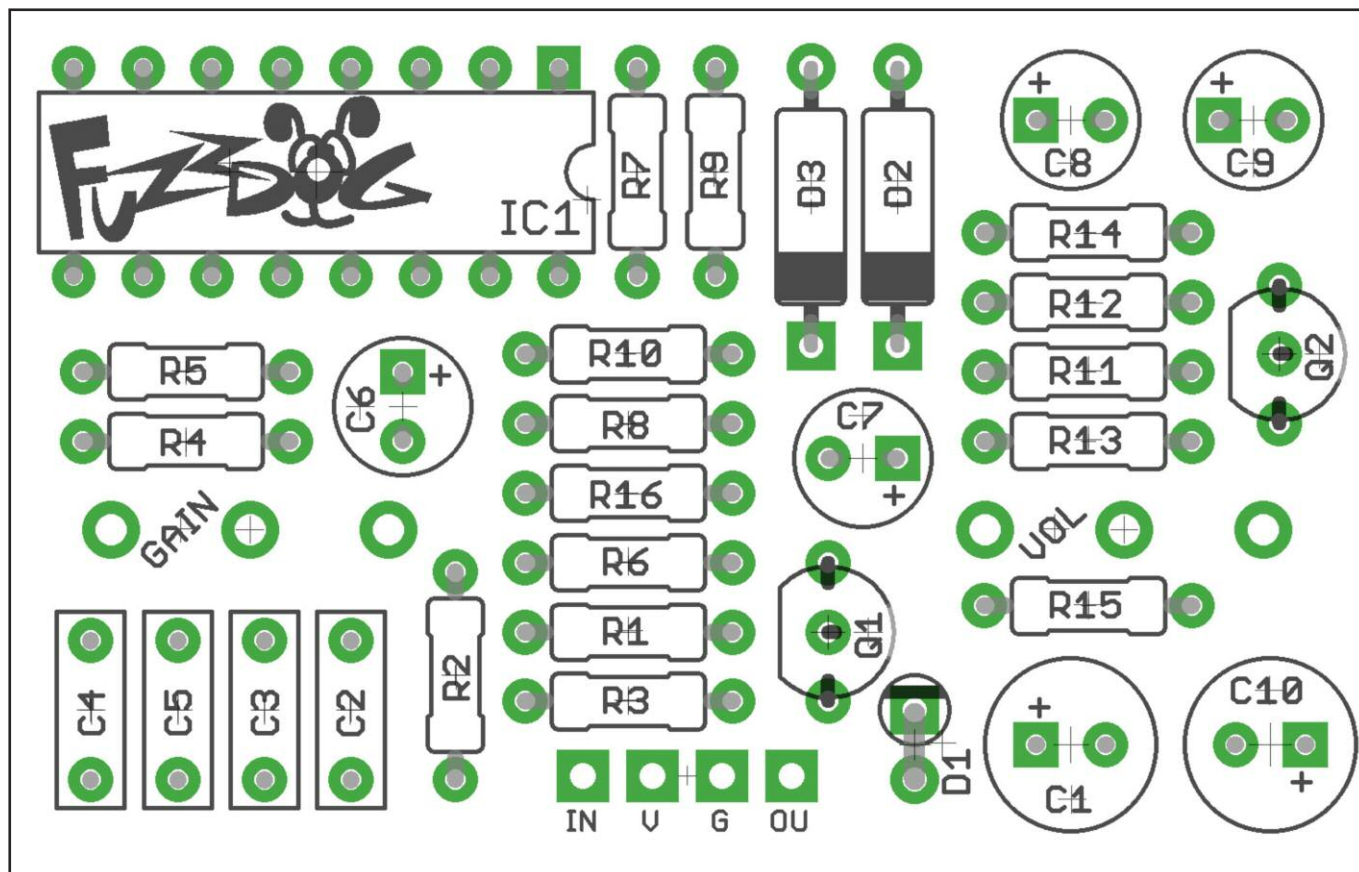 FuzzDOG
IC1
R7
R9
D3
D2
+
C8
+
C9
R14
R12
R11
R13
Q2
R5
R4
C6
+
R10
R8
R16
R6
R1
R3
C7
+
GAIN
VOL
R15
Q1
R2
C4
C5
C3
C2
D1
+
C1
C10
+
IN V G OU